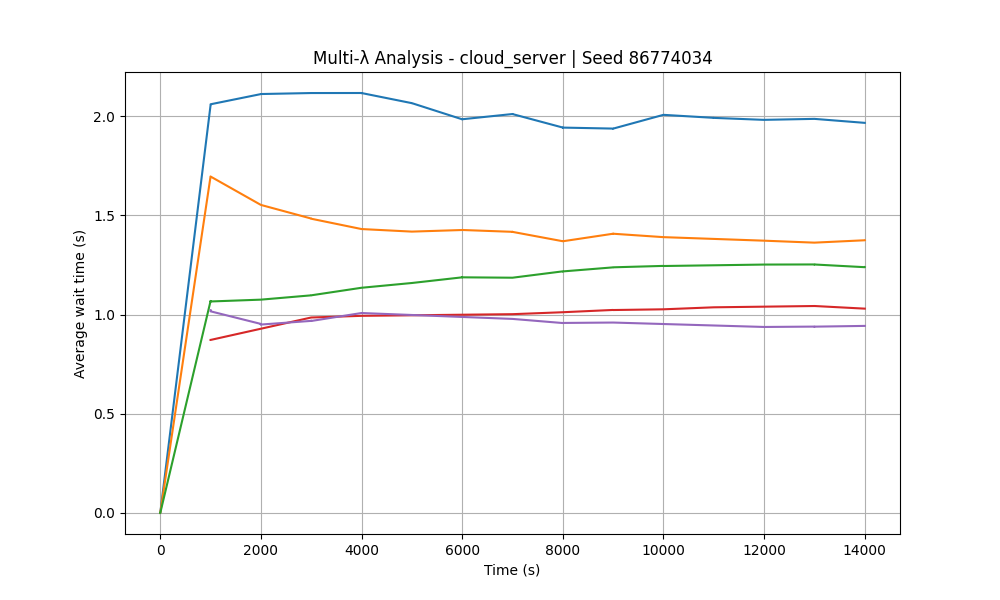 Multi-λ Analysis - cloud_server | Seed 86774034
Average wait time (s)
2.0
1.5
1.0
0.5
0.0
0 2000 4000 6000 8000 10000 12000 14000
Time (s)